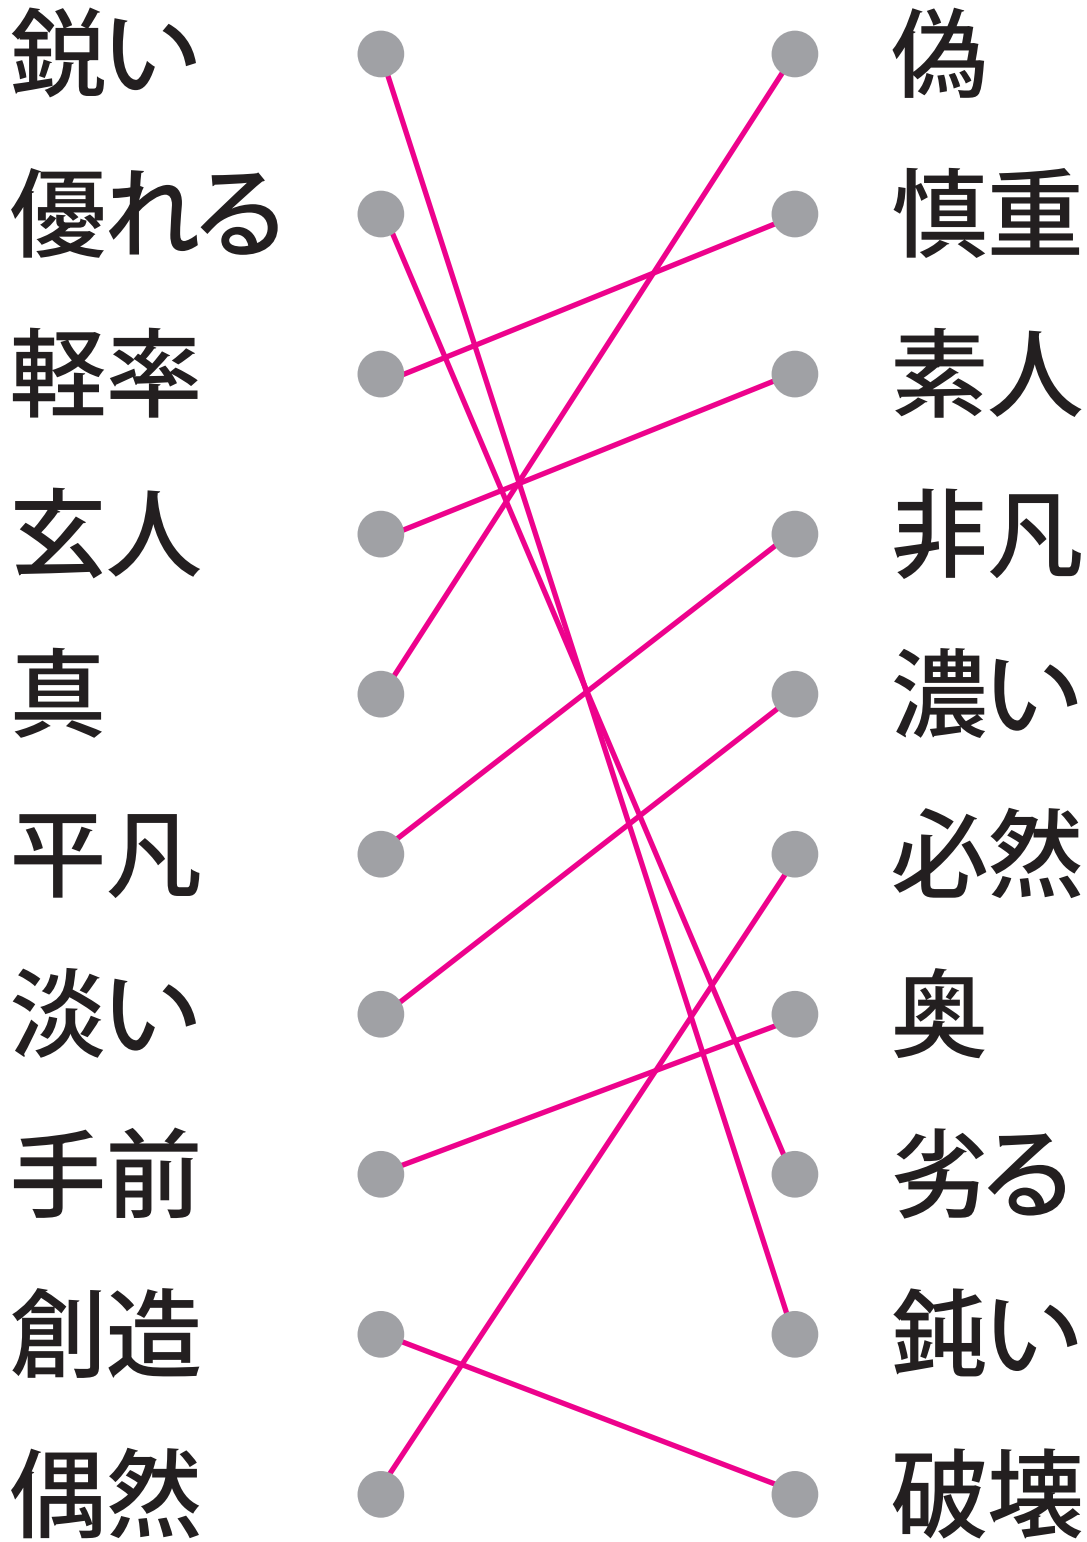 鋭い 偽
優れる 慎重
軽率 素人
玄人 非凡
真 濃い
平凡 必然
淡い 奥
手前 劣る
創造 鈍い
偶然 破壊